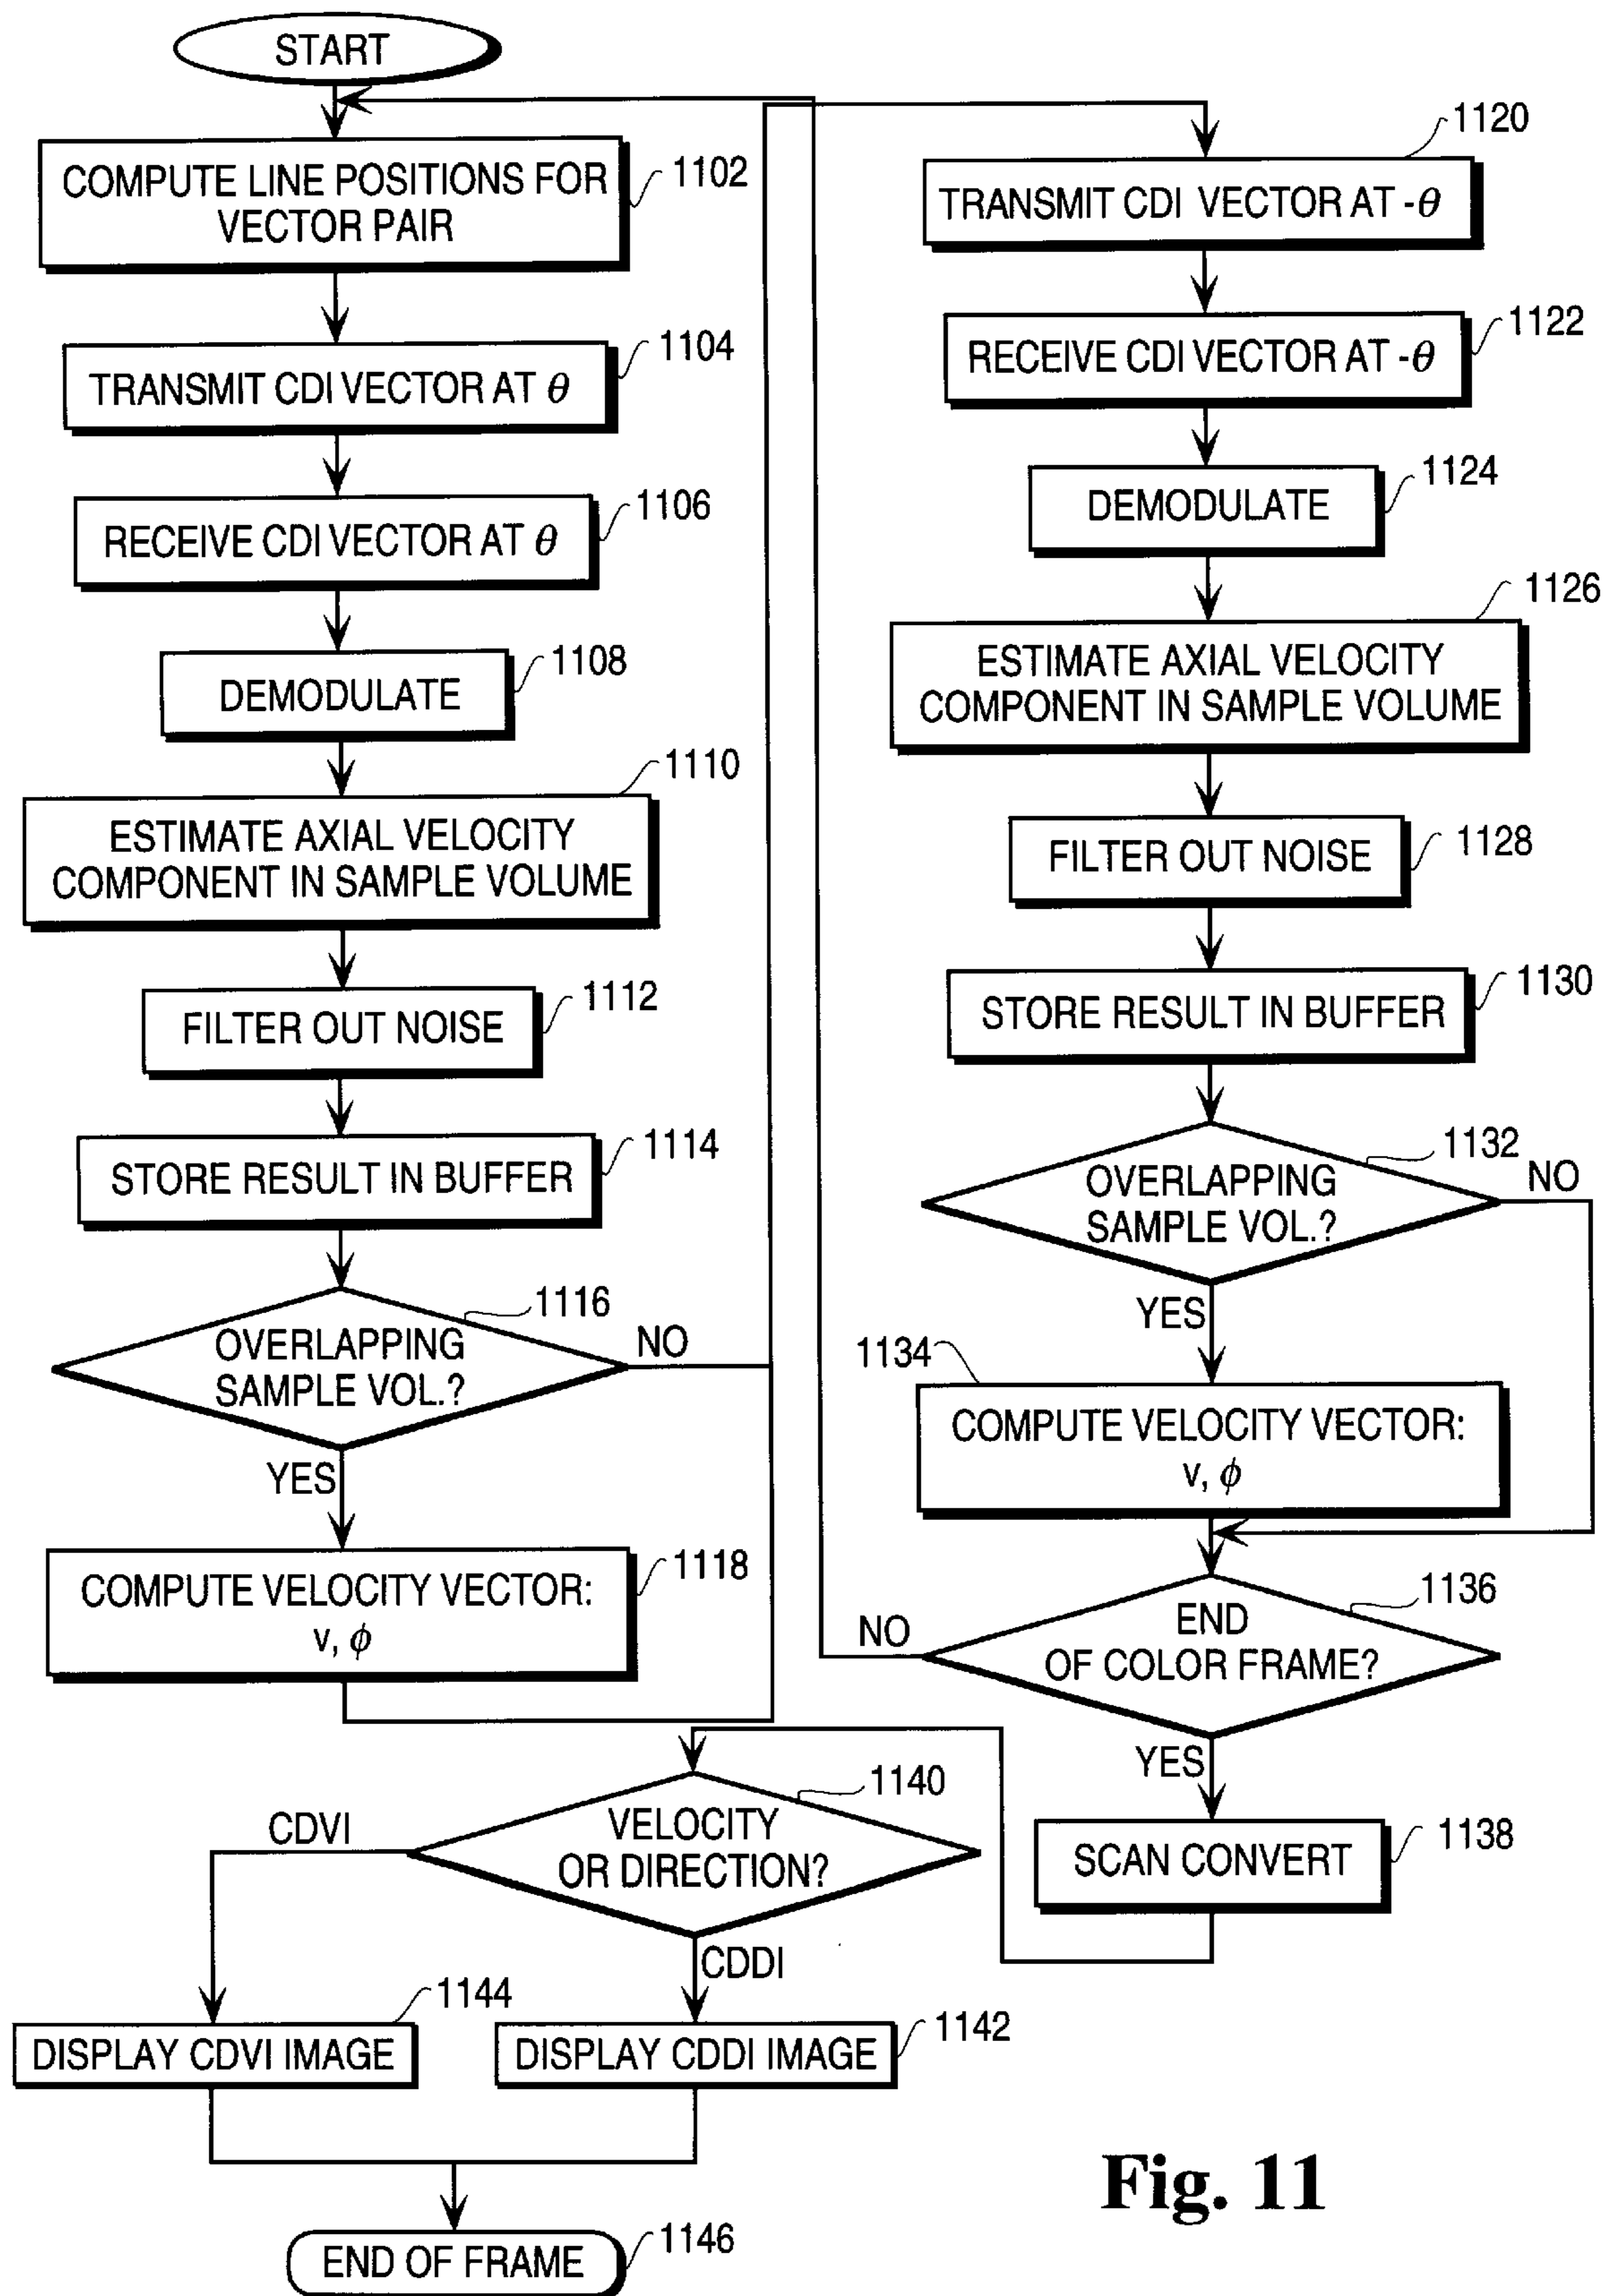 START
COMPUTE LINE POSITIONS FOR
VECTOR PAIR
1102
TRANSMIT CDI VECTOR AT θ
1104
RECEIVE CDI VECTOR AT θ
1106
DEMODULATE
1108
ESTIMATE AXIAL VELOCITY
COMPONENT IN SAMPLE VOLUME
1110
FILTER OUT NOISE
1112
STORE RESULT IN BUFFER
1114
OVERLAPPING
SAMPLE VOL.?
1116
NO
YES
COMPUTE VELOCITY VECTOR:
v, ϕ
1118
TRANSMIT CDI VECTOR AT -θ
1120
RECEIVE CDI VECTOR AT -θ
1122
DEMODULATE
1124
ESTIMATE AXIAL VELOCITY
COMPONENT IN SAMPLE VOLUME
1126
FILTER OUT NOISE
1128
STORE RESULT IN BUFFER
1130
OVERLAPPING
SAMPLE VOL.?
1132
NO
YES
1134
COMPUTE VELOCITY VECTOR:
v, ϕ
END
OF COLOR FRAME?
1136
NO
YES
SCAN CONVERT
1138
VELOCITY
OR DIRECTION?
1140
CDVI
CDDI
DISPLAY CDVI IMAGE
1144
DISPLAY CDDI IMAGE
1142
END OF FRAME
1146
Fig. 11